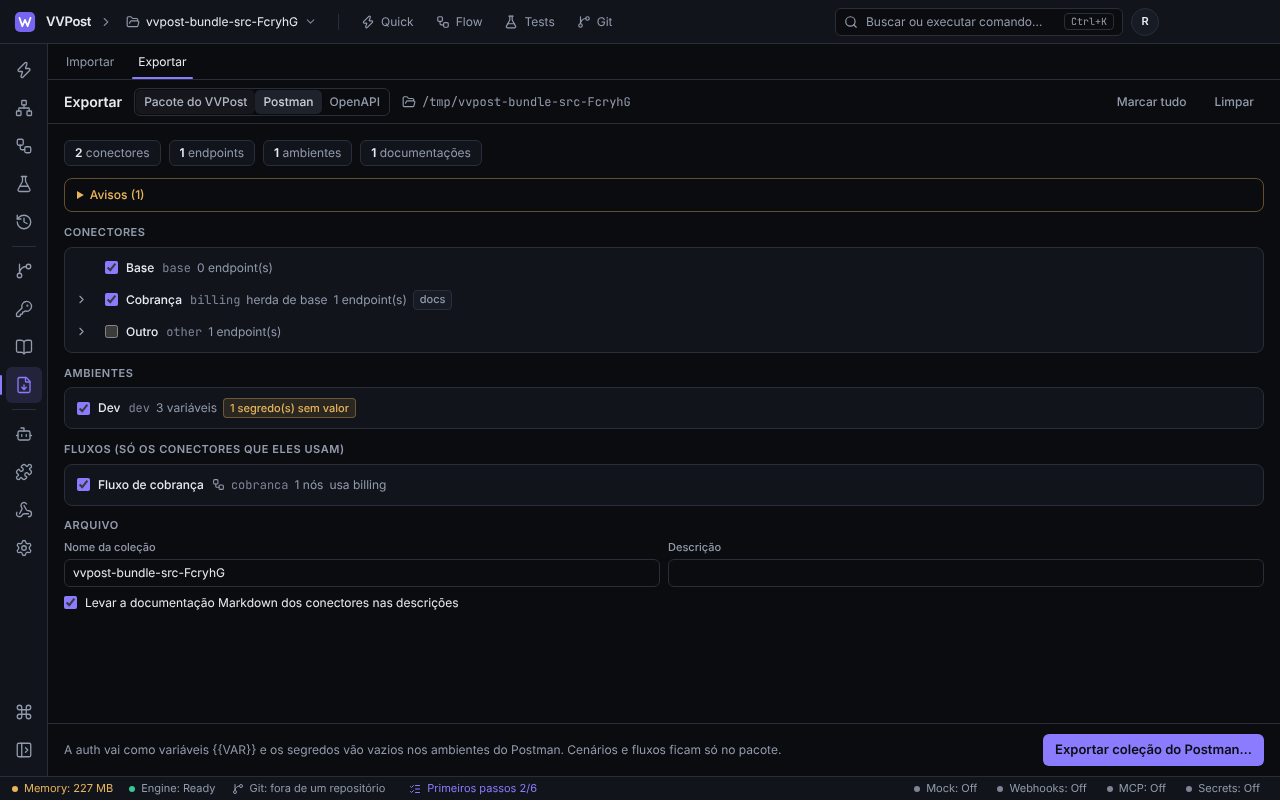 VVPost vvpost-bundle-src-FcryhG Quick Flow Tests Git Buscar ou executar comando... Ctrl+K R
Importar Exportar
Exportar Pacote do VVPost Postman OpenAPI /tmp/vvpost-bundle-src-FcryhG Marcar tudo Limpar
2 conectores 1 endpoints 1 ambientes 1 documentações
Avisos (1)
CONECTORES
Base base 0 endpoint(s)
Cobrança billing herda de base 1 endpoint(s) docs
Outro other 1 endpoint(s)
AMBIENTES
Dev dev 3 variáveis 1 segredo(s) sem valor
FLUXOS (SÓ OS CONECTORES QUE ELES USAM)
Fluxo de cobrança cobranca 1 nós usa billing
ARQUIVO
Nome da coleção Descrição
vvpost-bundle-src-FcryhG
Levar a documentação Markdown dos conectores nas descrições
A auth vai como variáveis {{VAR}} e os segredos vão vazios nos ambientes do Postman. Cenários e fluxos ficam só no pacote. Exportar coleção do Postman...
Memory: 227 MB Engine: Ready Git: fora de um repositório Primeiros passos 2/6 Mock: Off Webhooks: Off MCP: Off Secrets: Off